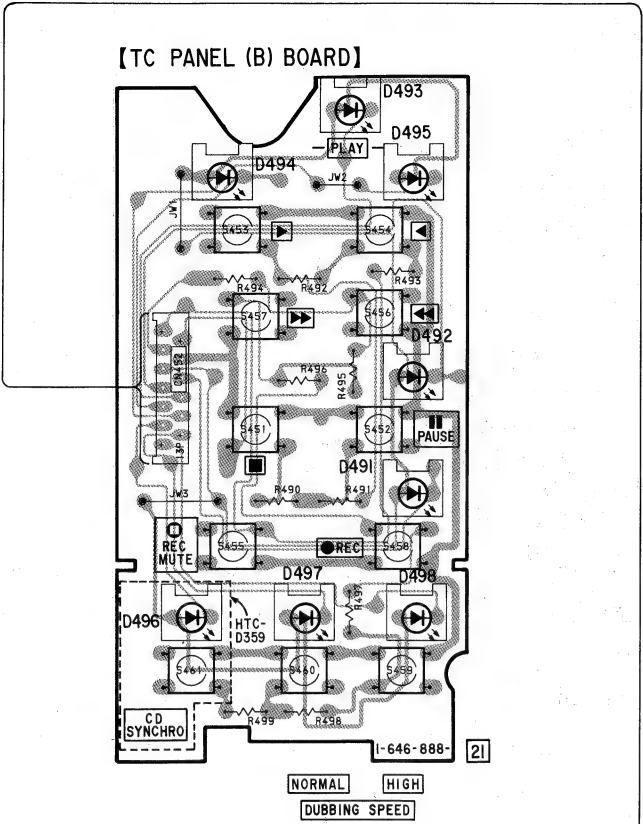 【TC PANEL (B) BOARD】
D493
D495
PLAY
D494
JW2
JW1
S453
S454
R494
R492
R493
S457
S456
D492
CN452
R496
R495
S451
S452
PAUSE
13P
D491
R490
R491
JW3
REC
MUTE
S455
REC
S458
D497
D498
R497
D496
HTC-
D359
S461
S460
S459
CD
SYNCHRO
R499
R498
1-646-888-
21
NORMAL
HIGH
DUBBING SPEED